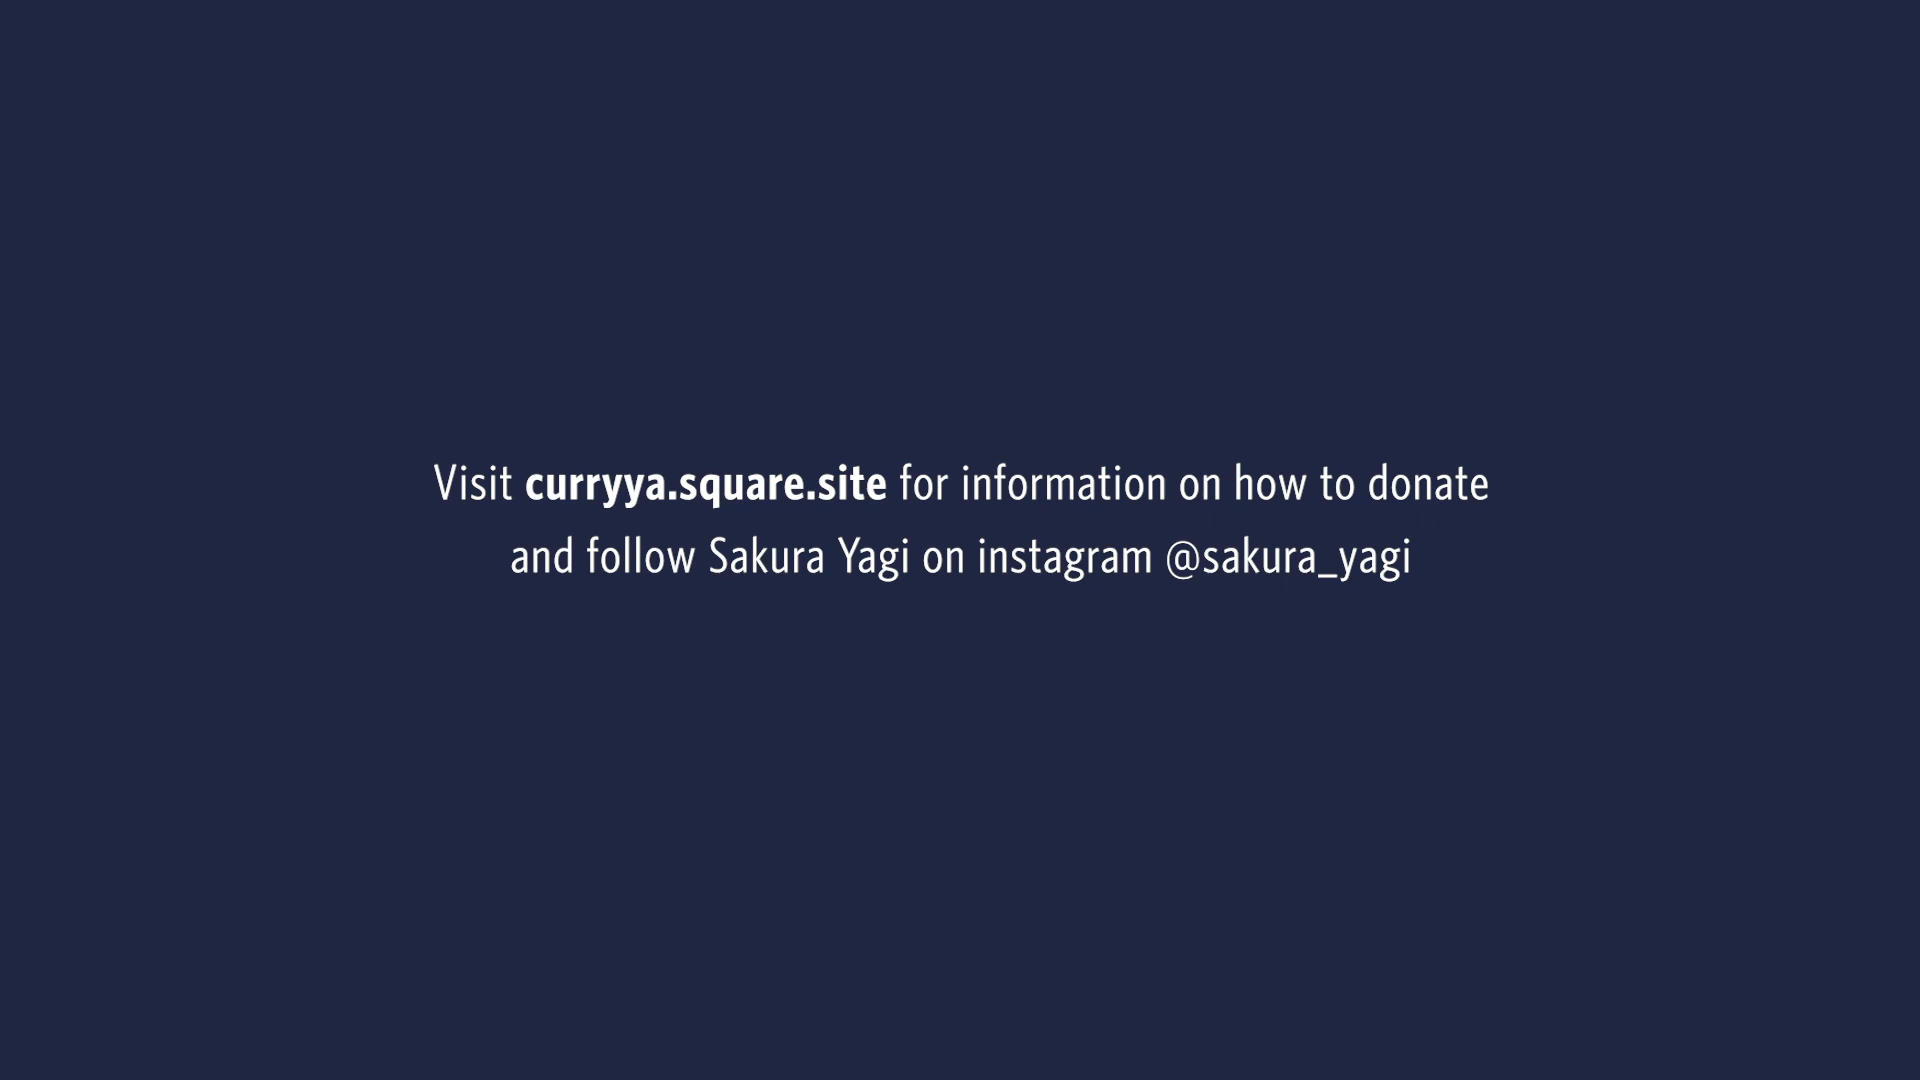 Visit curryya.square.site for information on how to donate
and follow Sakura Yagi on instagram @sakura_yagi